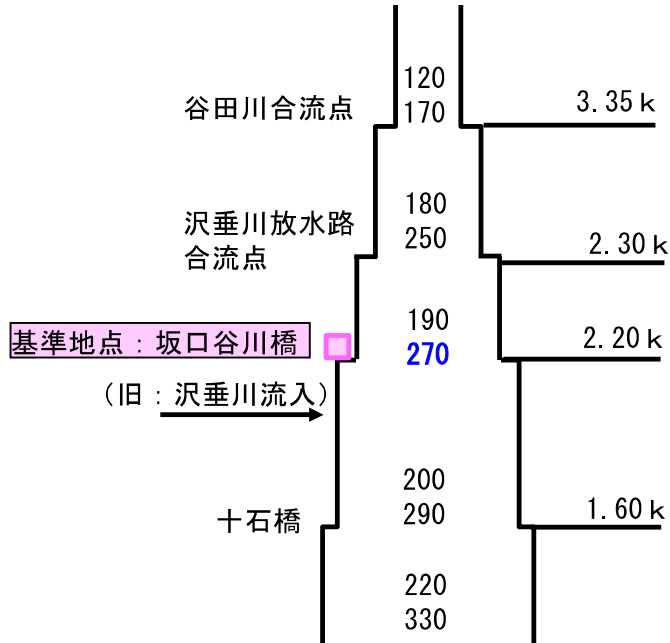 120
谷田川合流点
170
3.35ｋ
180
沢垂川放水路
250
合流点
2.30ｋ
190
基準地点：坂口谷川橋
270
2.20ｋ
（旧：沢垂川流入）
200
十石橋
290
1.60ｋ
220
330